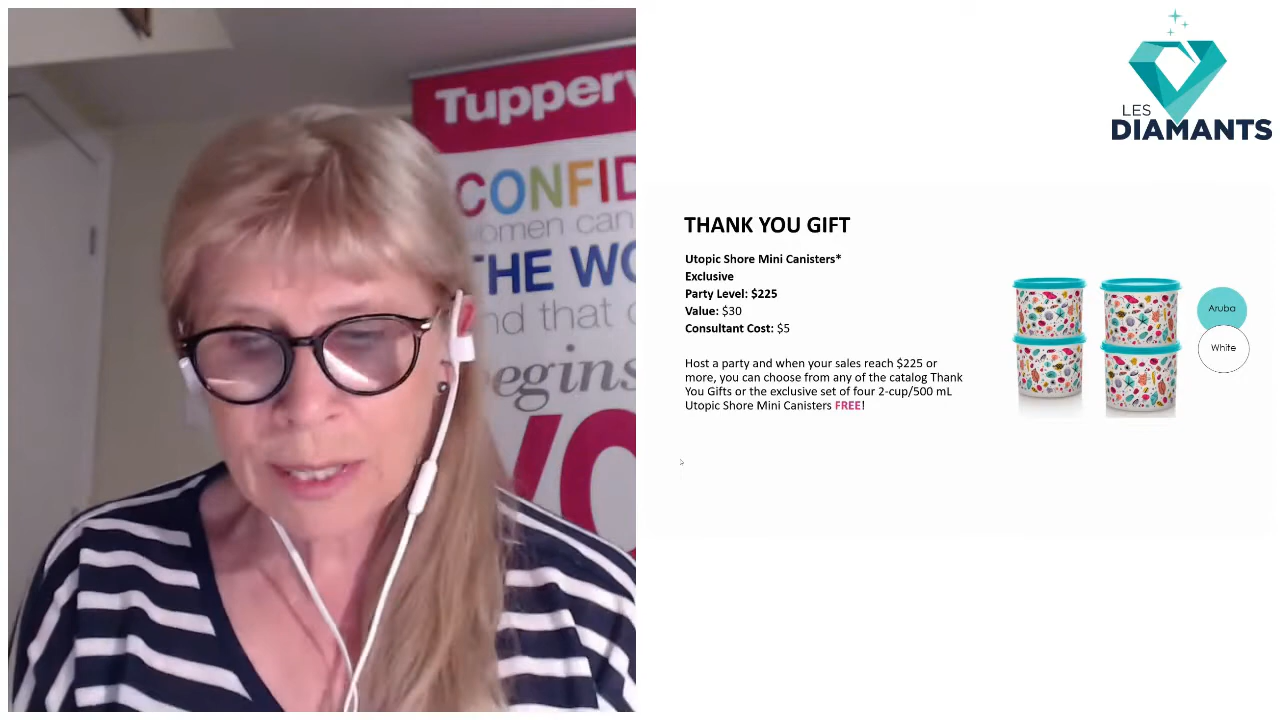 Tupperw
CONFID
women can
THE WO
nd that
egins
YO
LES
DIAMANTS
THANK YOU GIFT
Utopic Shore Mini Canisters*
Exclusive
Party Level: $225
Value: $30
Consultant Cost: $5
Host a party and when your sales reach $225 or
more, you can choose from any of the catalog Thank
You Gifts or the exclusive set of four 2-cup/500 mL
Utopic Shore Mini Canisters FREE!
Aruba
White